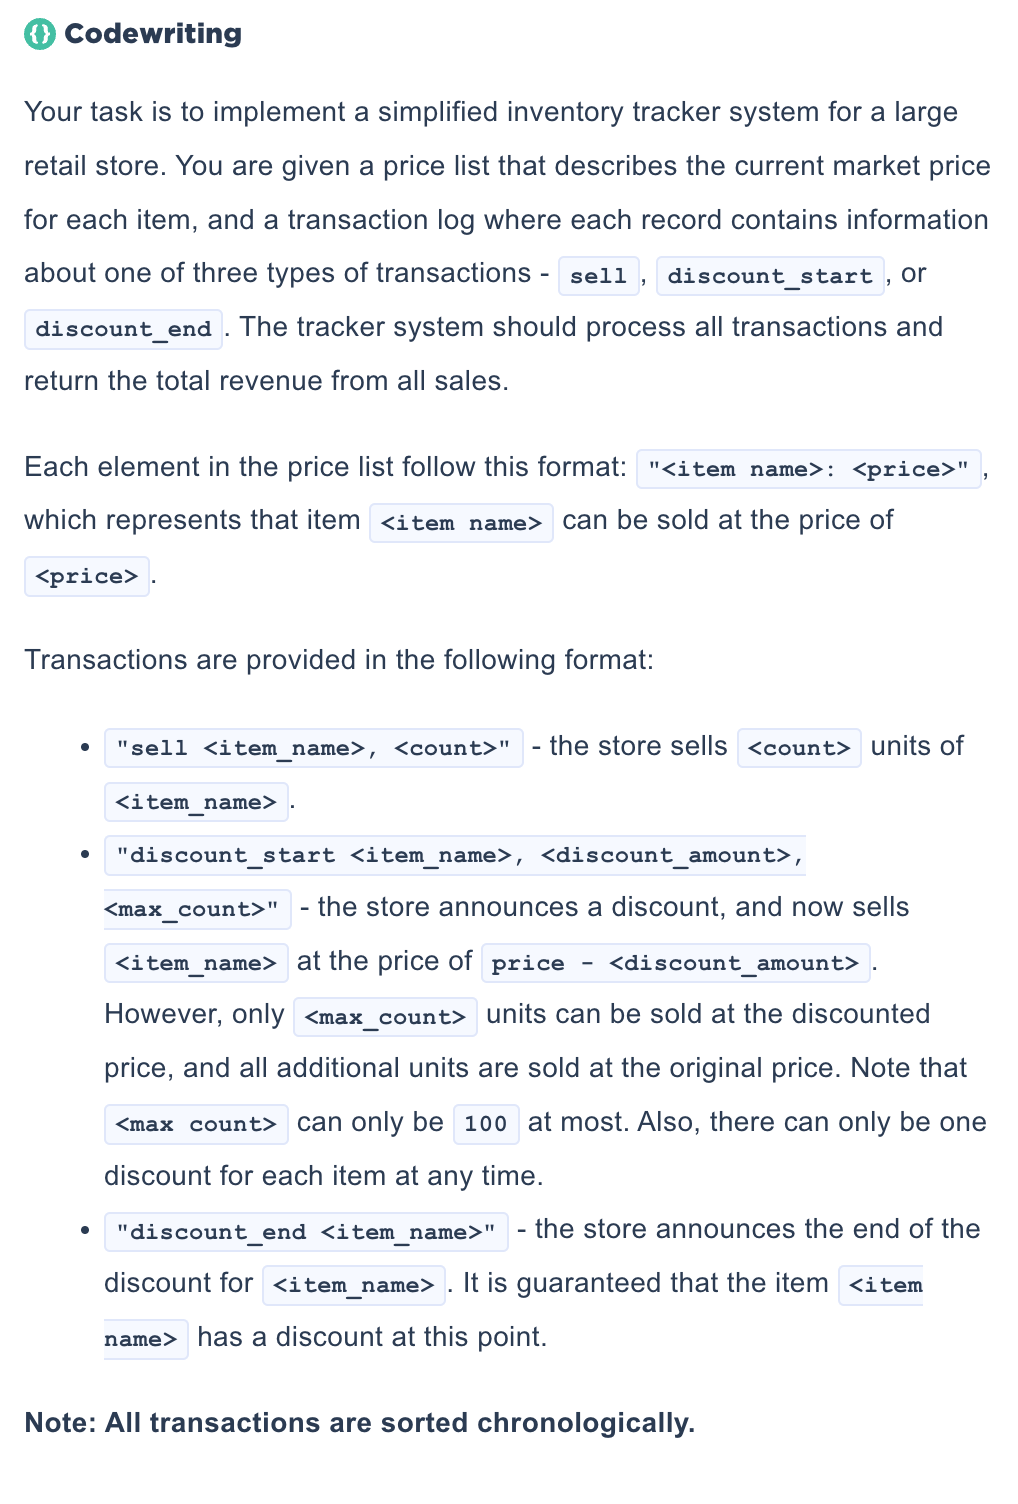 Codewriting
Your task is to implement a simplified inventory tracker system for a large
retail store. You are given a price list that describes the current market price
for each item, and a transaction log where each record contains information
about one of three types of transactions - sell, discount_start, or
discount_end. The tracker system should process all transactions and
return the total revenue from all sales.
Each element in the price list follow this format: "<item name>: <price>",
which represents that item <item name> can be sold at the price of
<price>.
Transactions are provided in the following format:
• "sell <item_name>, <count>" - the store sells <count> units of
<item_name>.
• "discount_start <item_name>, <discount_amount>,
<max_count>" - the store announces a discount, and now sells
<item_name> at the price of price - <discount_amount>.
However, only <max_count> units can be sold at the discounted
price, and all additional units are sold at the original price. Note that
<max count> can only be 100 at most. Also, there can only be one
discount for each item at any time.
• "discount_end <item_name>" - the store announces the end of the
discount for <item_name>. It is guaranteed that the item <item
name> has a discount at this point.
Note: All transactions are sorted chronologically.